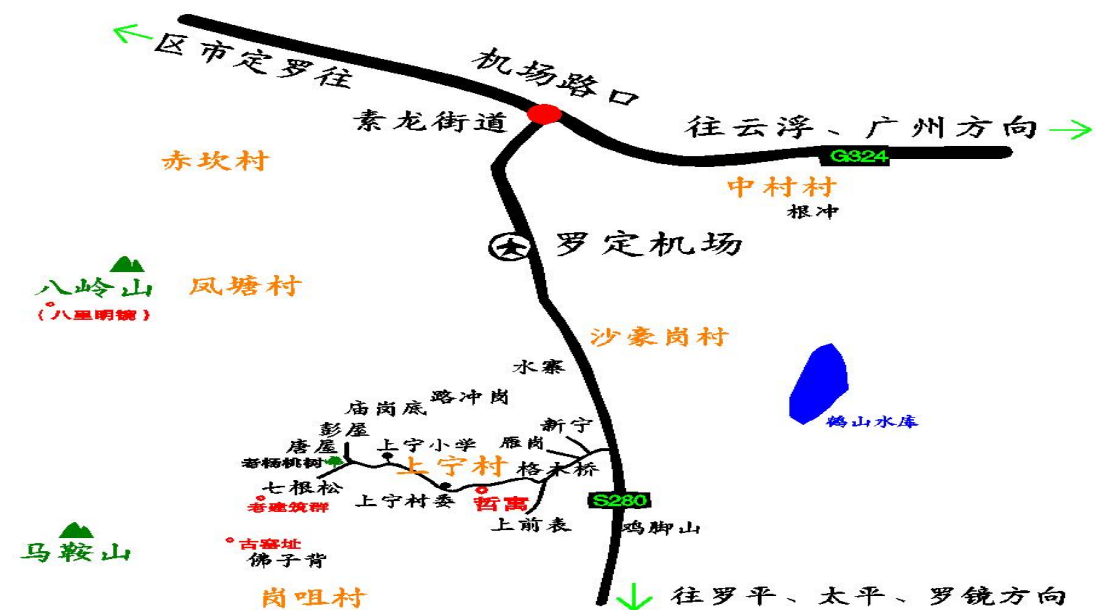 机场路口
区市定罗往
素龙街道
往云浮、广州方向
G324
赤坎村
中村村
根冲
罗定机场
八岭山
凤塘村
（八里明镜）
沙豪岗村
水寨
路冲岗
庙岗底
鹤山水库
彭屋
新宁
唐屋
上宁小学
雁岗
老杨桃树
上宁村
格木桥
七根松
上宁村委
哲寓
S280
老建筑群
上前表
鸡脚山
古窑址
马鞍山
佛子背
岗咀村
往罗平、太平、罗镜方向